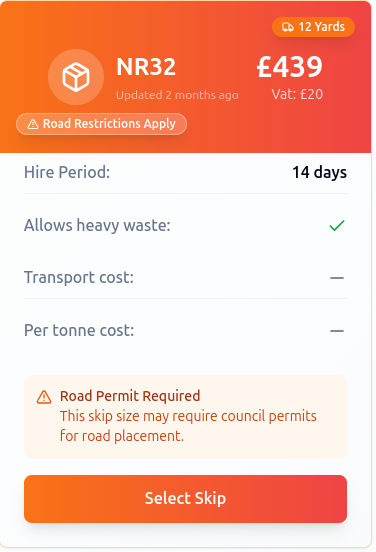 12 Yards
NR32
£439
Updated 2 months ago
Vat: £20
Road Restrictions Apply
Hire Period:
14 days
Allows heavy waste:
Transport cost:
—
Per tonne cost:
—
Road Permit Required
This skip size may require council permits
for road placement.
Select Skip